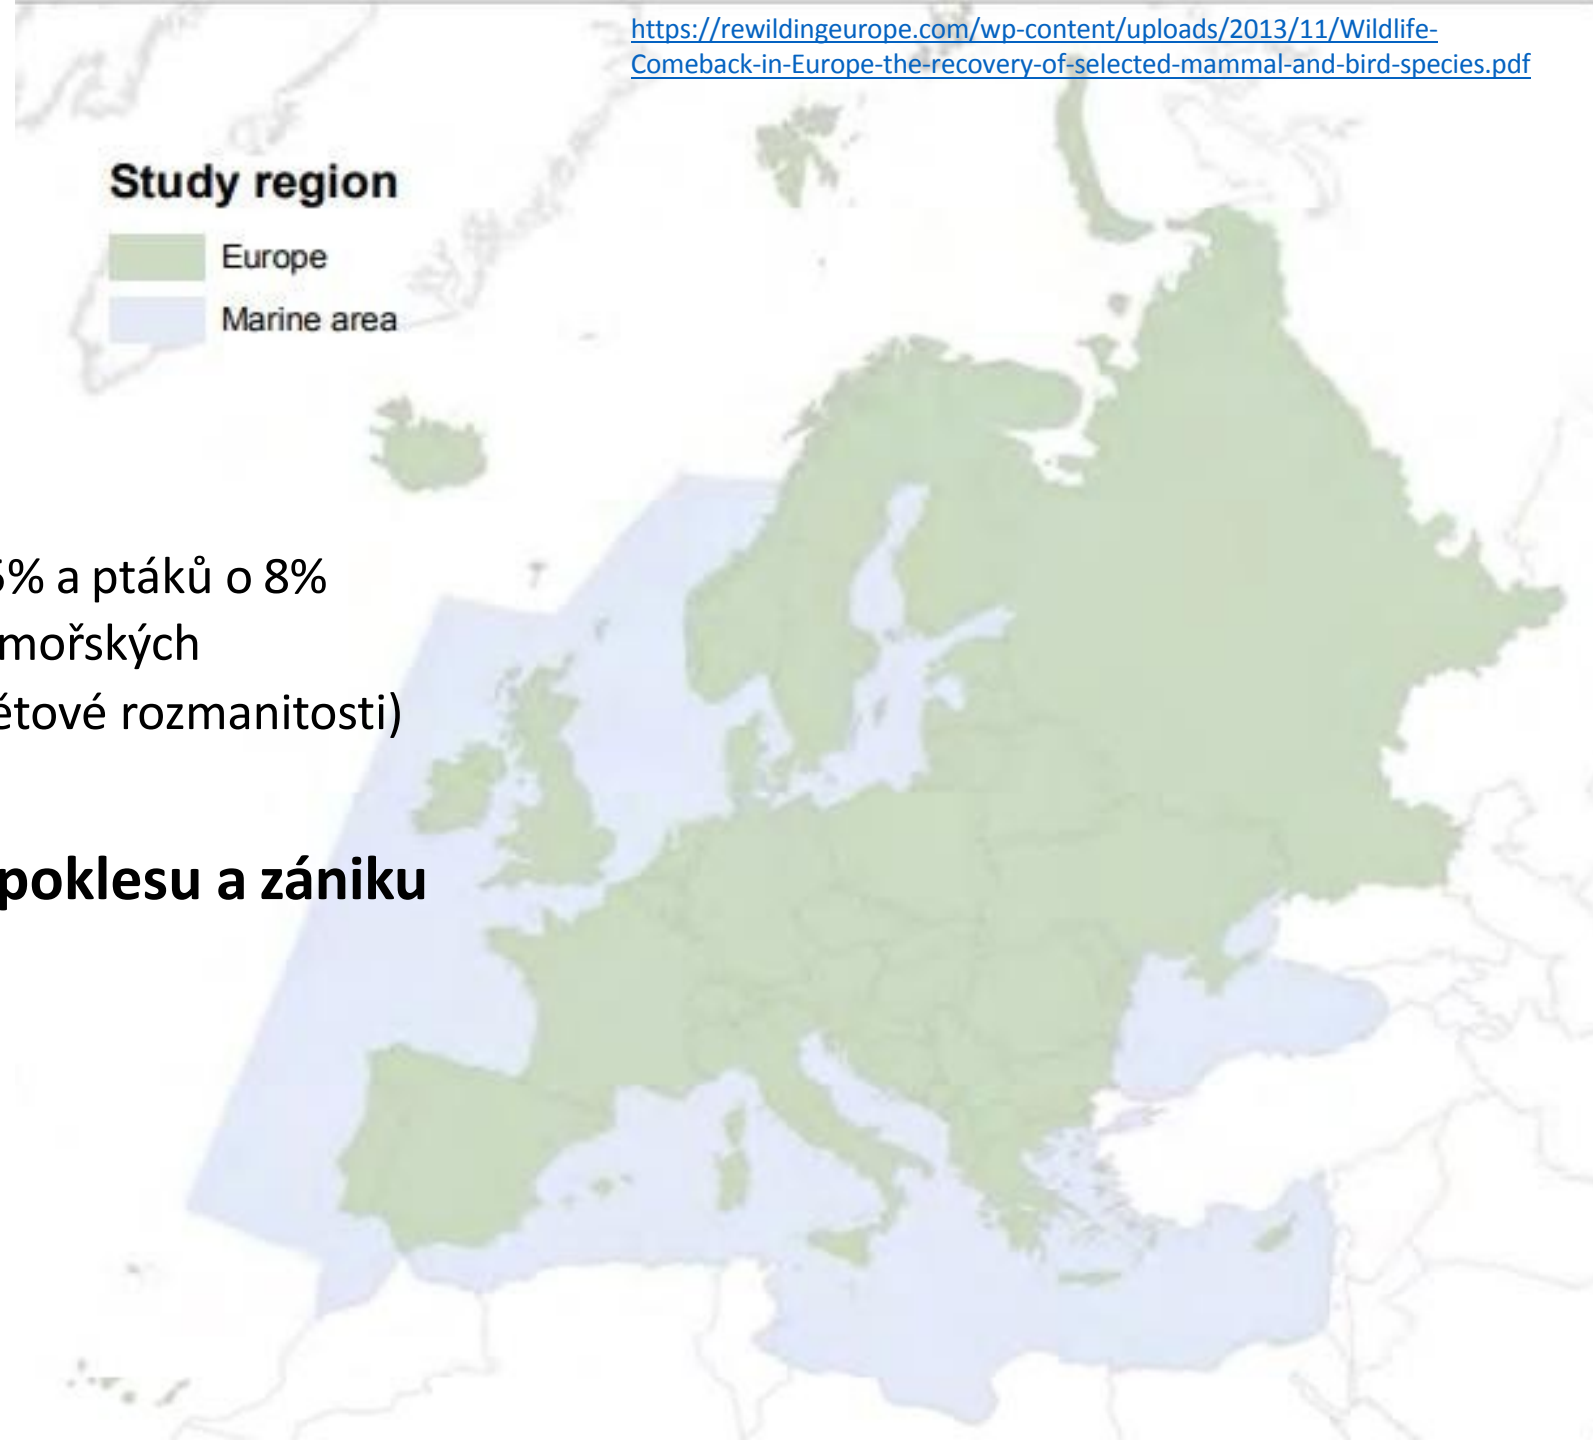 https://rewildingeurope.com/wp-content/uploads/2013/11/Wildlife-
Comeback-in-Europe-the-recovery-of-selected-mammal-and-bird-species.pdf
Study region
Europe
Marine area
% a ptáků o 8%
mořských
ětové rozmanitosti)
poklesu a zániku